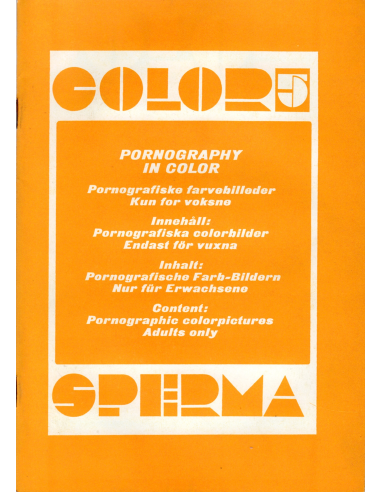 COLOR 5
PORNOGRAPHY
IN COLOR
Pornografiske farvebilleder
Kun for voksne
Innehåll:
Pornografiska colorbilder
Endast för vuxna
Inhalt:
Pornografische Farb-Bildern
Nur für Erwachsene
Content:
Pornographic colorpictures
Adults only
SPERMA